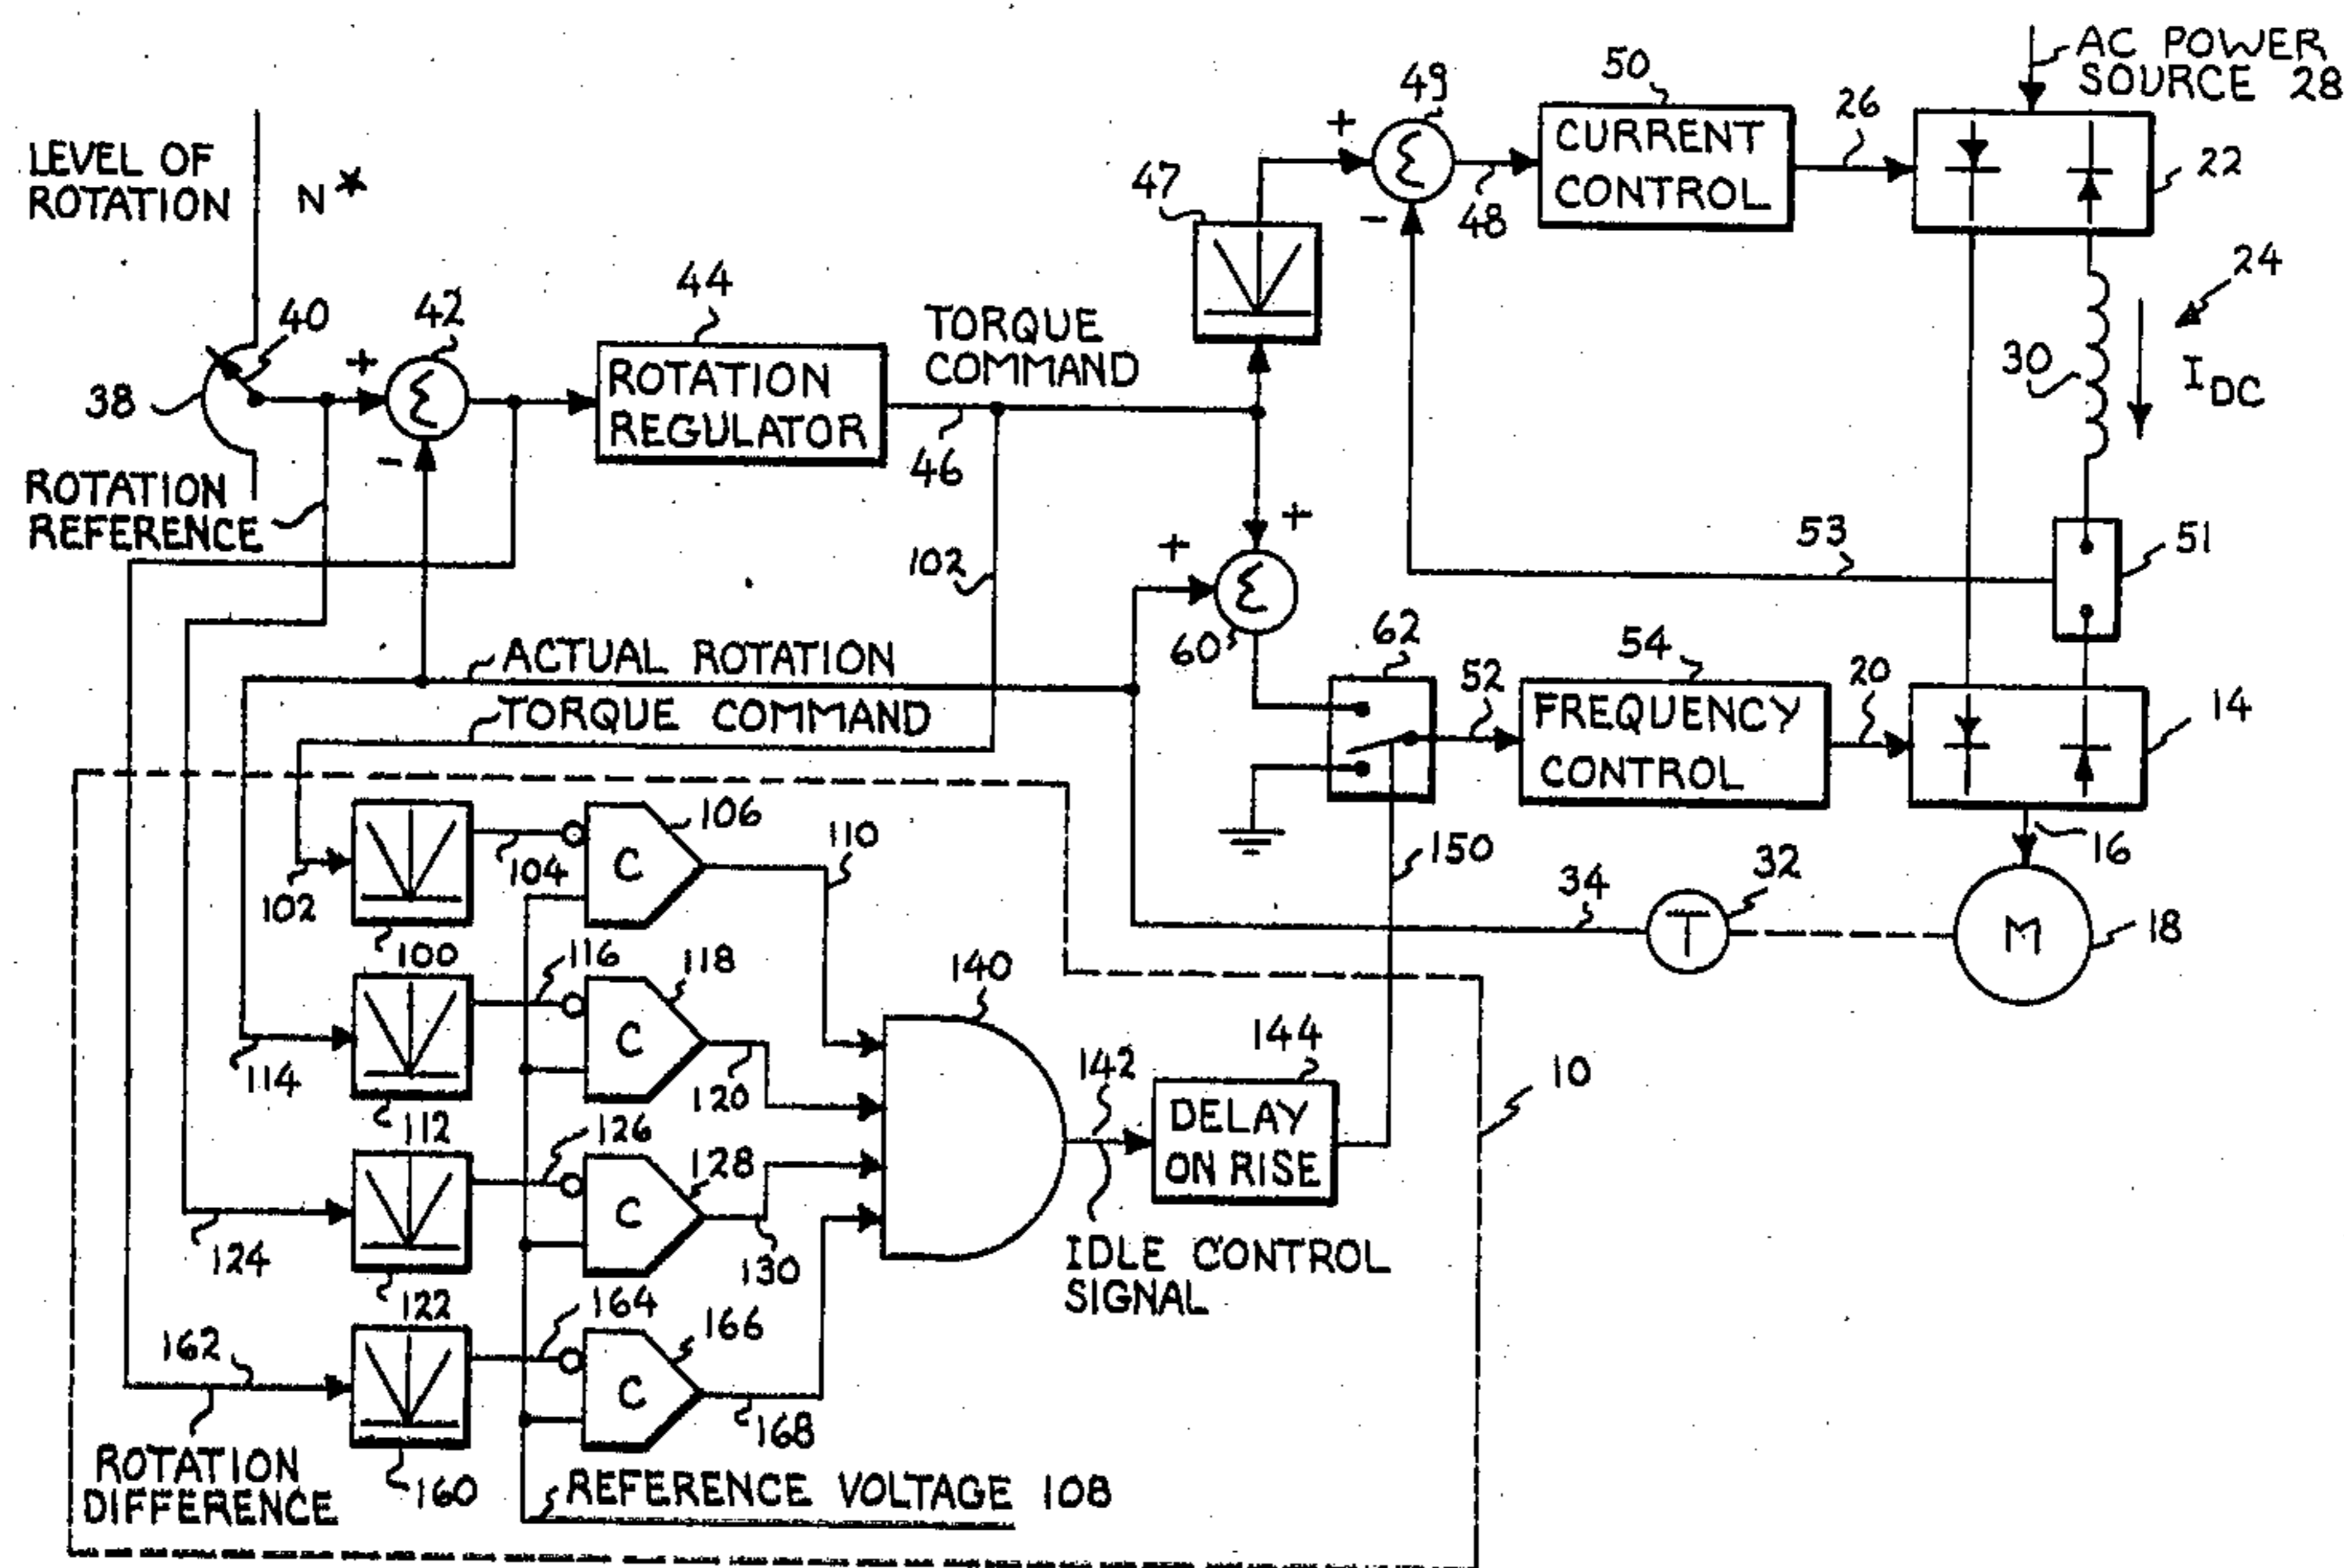 AC POWER
SOURCE 28
49
50
CURRENT
CONTROL
26
22
+
-
48
47
LEVEL OF
ROTATION
N*
40
38
42
+
-
Σ
Σ
44
ROTATION
REGULATOR
TORQUE
COMMAND
46
24
30
I DC
ROTATION
REFERENCE
102
+
+
Σ
60
53
51
62
52
54
FREQUENCY
CONTROL
20
14
ACTUAL ROTATION
TORQUE COMMAND
16
150
34
32
T
M
18
102
100
104
C
106
110
114
112
116
C
118
120
140
142
144
DELAY
ON RISE
10
124
122
126
C
128
130
IDLE CONTROL
SIGNAL
162
160
164
C
166
168
ROTATION
DIFFERENCE
REFERENCE VOLTAGE 108